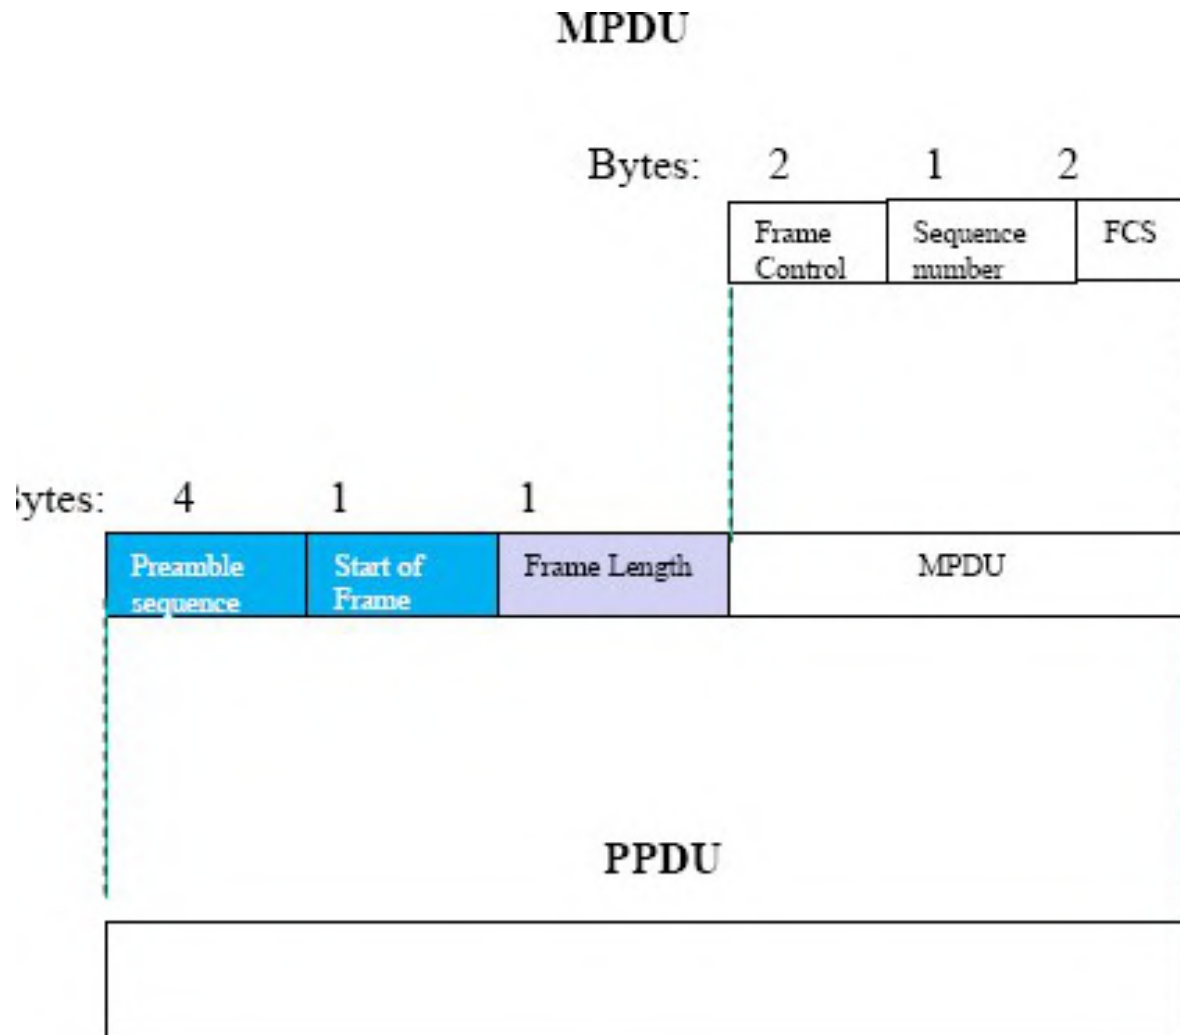 MPDU
Bytes: 2 1 2
Frame Control
Sequence number
FCS
ytes: 4 1 1
Preamble sequence
Start of Frame
Frame Length
MPDU
PPDU